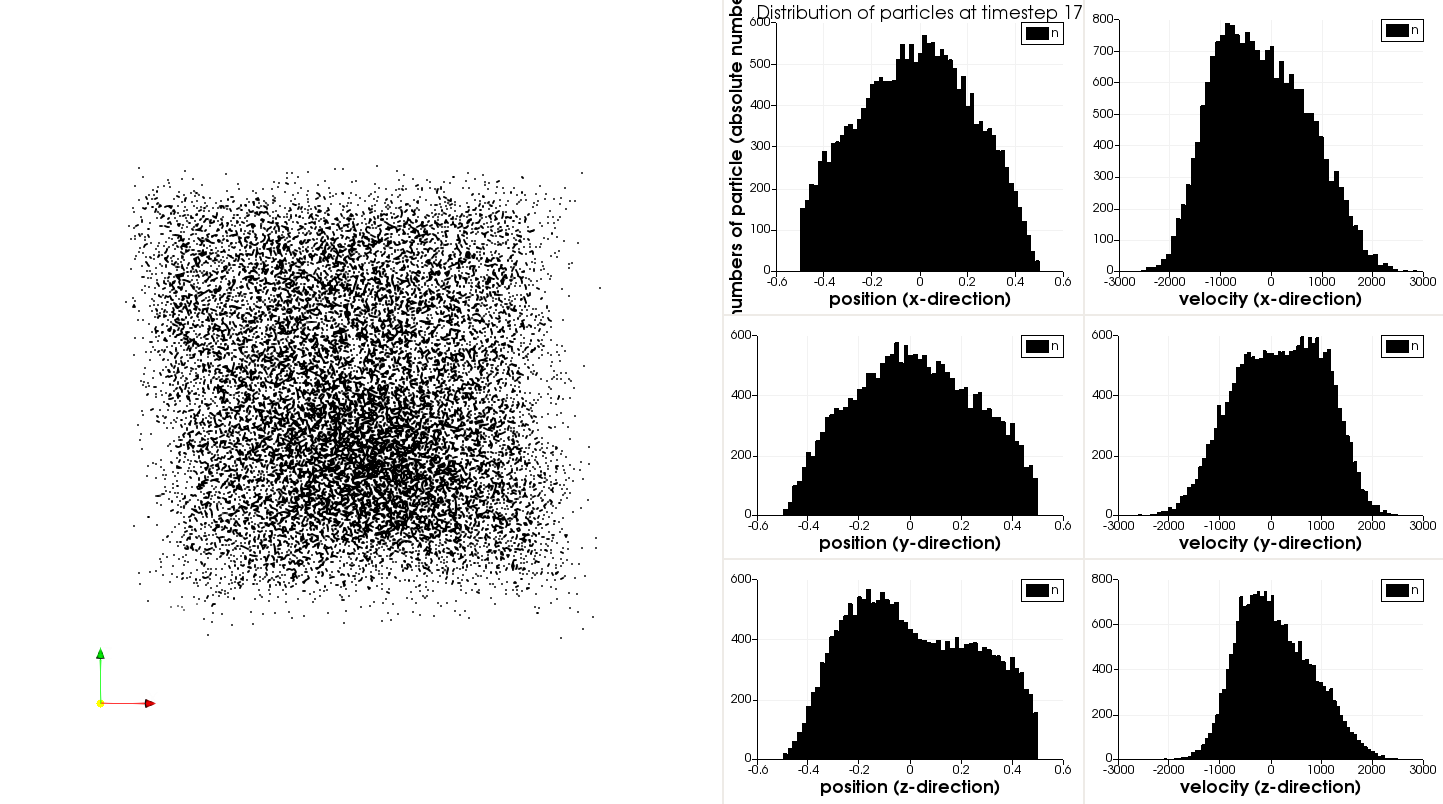 Distribution of particles at timestep 17
numbers of particle (absolute numbe
600
500
400
300
200
100
0
-0.6 -0.4 -0.2 0 0.2 0.4 0.6
position (x-direction)
n
800
700
600
500
400
300
200
100
0
-3000 -2000 -1000 0 1000 2000 3000
velocity (x-direction)
n
600
400
200
0
-0.6 -0.4 -0.2 0 0.2 0.4 0.6
position (y-direction)
n
600
400
200
0
-3000 -2000 -1000 0 1000 2000 3000
velocity (y-direction)
n
600
400
200
0
-0.6 -0.4 -0.2 0 0.2 0.4 0.6
position (z-direction)
n
800
600
400
200
0
-3000 -2000 -1000 0 1000 2000 3000
velocity (z-direction)
n